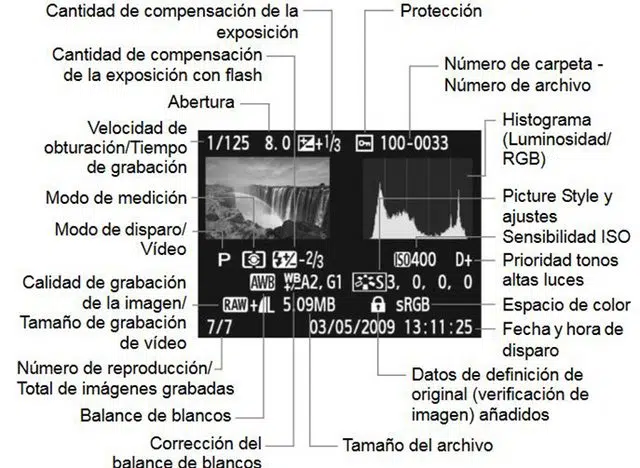 Cantidad de compensación de la
exposición
Protección
Cantidad de compensación
de la exposición con flash
Número de carpeta -
Número de archivo
Abertura
Histograma
(Luminosidad/
RGB)
Velocidad de
obturación/Tiempo
de grabación
1/125 8.0 +1/3 100-0033
Modo de medición
Picture Style y
ajustes
Modo de disparo/
Vídeo
Sensibilidad ISO
P -2/3 ISO400 D+
Prioridad tonos
altas luces
Calidad de grabación
de la imagen/
Tamaño de grabación
de vídeo
AWB WB A2, G1 S 3, 0, 0, 0
RAW+L 5.09MB sRGB
Espacio de color
7/7 03/05/2009 13:11:25
Fecha y hora de
disparo
Número de reproducción/
Total de imágenes grabadas
Datos de definición de
original (verificación de
imagen) añadidos
Balance de blancos
Corrección del
balance de blancos
Tamaño del archivo